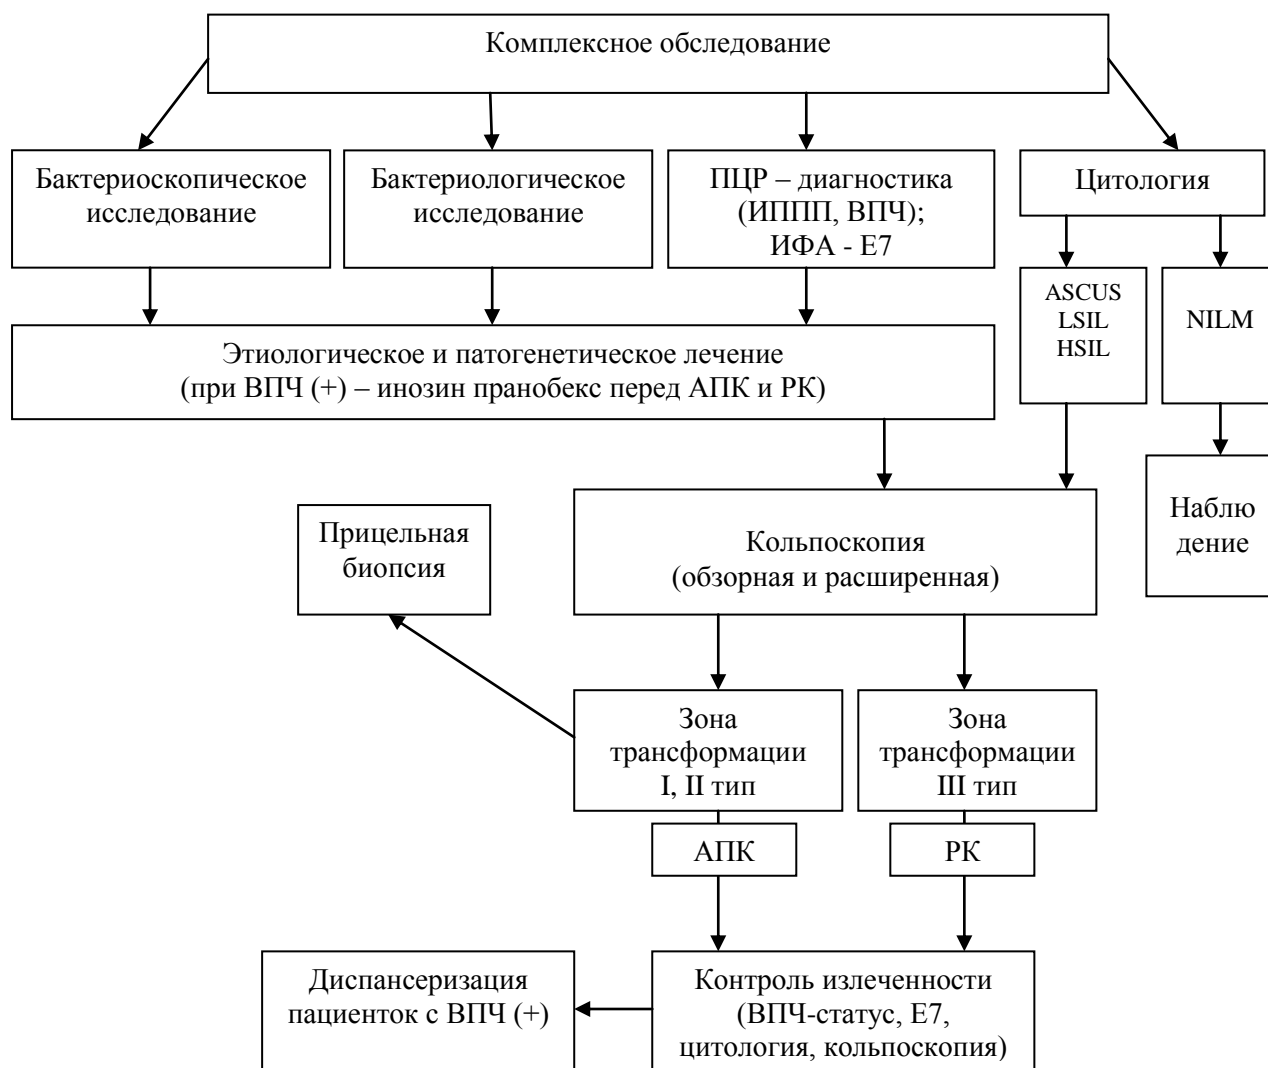 Комплексное обследование
Бактериоскопическое
исследование
Бактериологическое
исследование
ПЦР – диагностика
(ИППП, ВПЧ);
ИФА - Е7
Цитология
ASCUS
LSIL
HSIL
NILM
Этиологическое и патогенетическое лечение
(при ВПЧ (+) – инозин пранобекс перед АПК и РК)
Наблю
дение
Прицельная
биопсия
Кольпоскопия
(обзорная и расширенная)
Зона
трансформации
I, II тип
Зона
трансформации
III тип
АПК
РК
Диспансеризация
пациенток с ВПЧ (+)
Контроль излеченности
(ВПЧ-статус, Е7,
цитология, кольпоскопия)